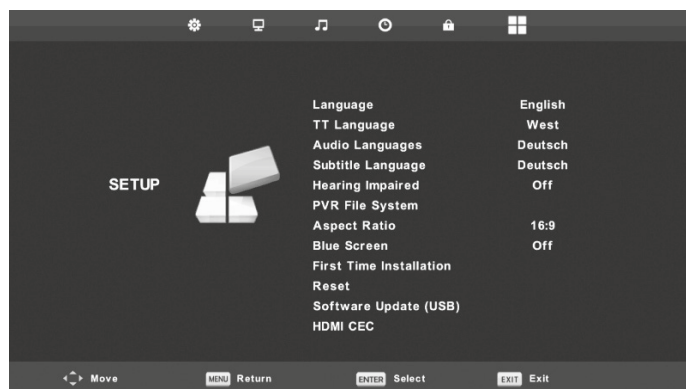 SETUP
Language English
TT Language West
Audio Languages Deutsch
Subtitle Language Deutsch
Hearing Impaired Off
PVR File System
Aspect Ratio 16:9
Blue Screen Off
First Time Installation
Reset
Software Update (USB)
HDMI CEC
Move MENU Return ENTER Select EXIT Exit